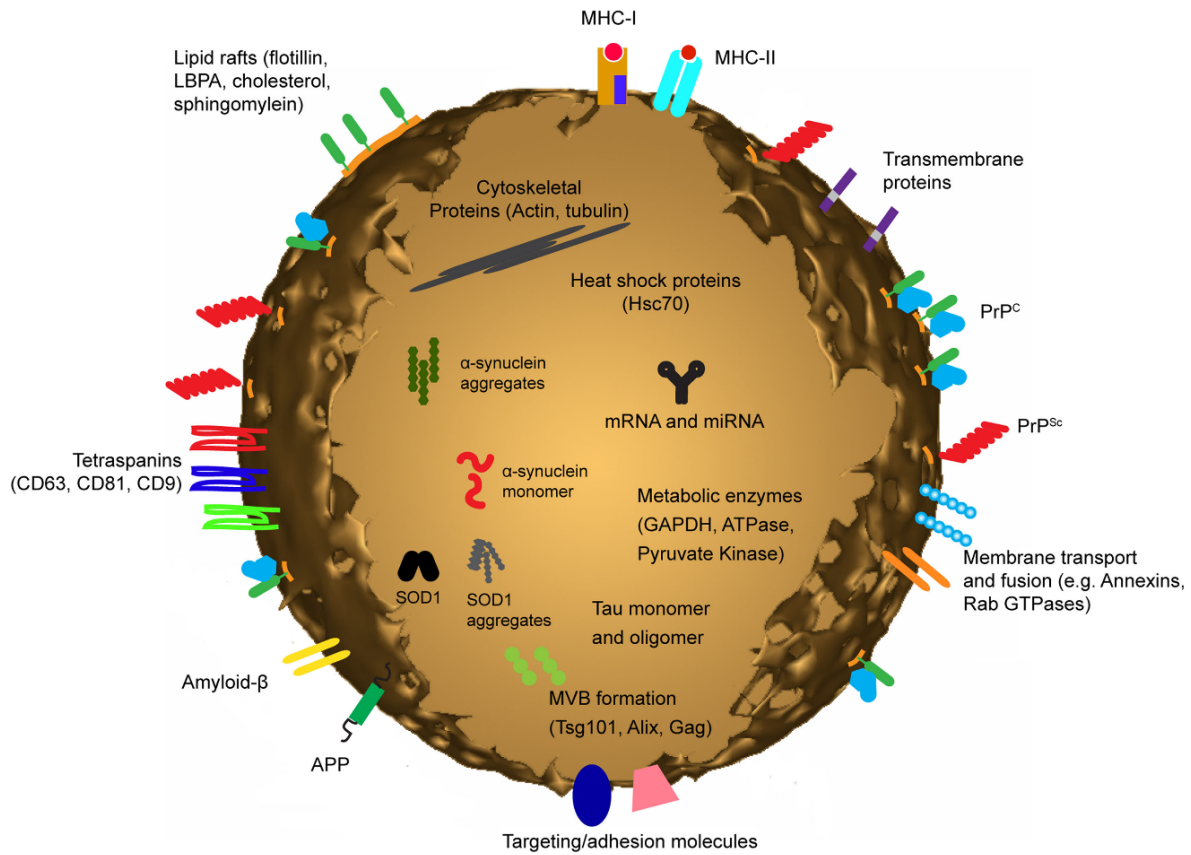 MHC-I
MHC-II
Lipid rafts (flotillin,
LBPA, cholesterol,
sphingomylein)
Transmembrane
proteins
Cytoskeletal
Proteins (Actin, tubulin)
Heat shock proteins
(Hsc70)
PrPᶜ
α-synuclein
aggregates
mRNA and miRNA
PrPˢᶜ
Tetraspanins
(CD63, CD81, CD9)
α-synuclein
monomer
Metabolic enzymes
(GAPDH, ATPase,
Pyruvate Kinase)
Membrane transport
and fusion (e.g. Annexins,
Rab GTPases)
SOD1
SOD1
aggregates
Tau monomer
and oligomer
Amyloid-β
MVB formation
(Tsg101, Alix, Gag)
APP
Targeting/adhesion molecules